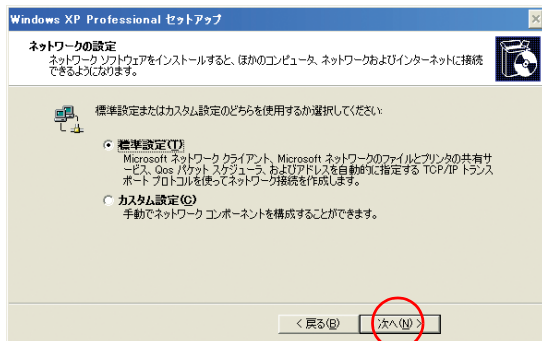 Windows XP Professional セットアップ
ネットワークの設定
ネットワーク ソフトウェアをインストールすると、ほかのコンピュータ、ネットワークおよびインターネットに接続
できるようになります。
標準設定またはカスタム設定のどちらを使用するか選択してください:
標準設定(T)
Microsoft ネットワーク クライアント、Microsoft ネットワークのファイルとプリンタの共有サ
ービス、Qos パケット スケジューラ、およびアドレスを自動的に指定する TCP/IP トランス
ポート プロトコルを使ってネットワーク接続を作成します。
カスタム設定(C)
手動でネットワーク コンポーネントを構成することができます。
< 戻る(B) 次へ(N) >